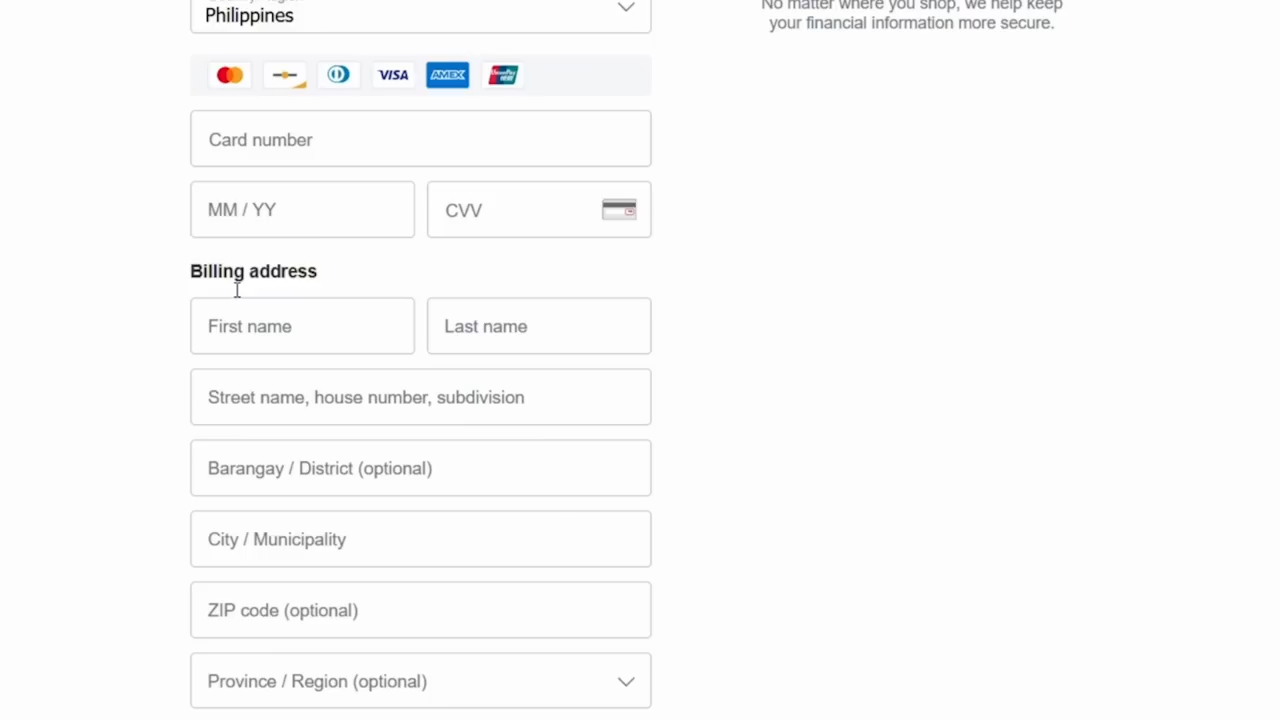 Philippines
No matter where you shop, we help keep
your financial information more secure.
VISA
AMEX
Card number
MM / YY
CVV
Billing address
First name
Last name
Street name, house number, subdivision
Barangay / District (optional)
City / Municipality
ZIP code (optional)
Province / Region (optional)